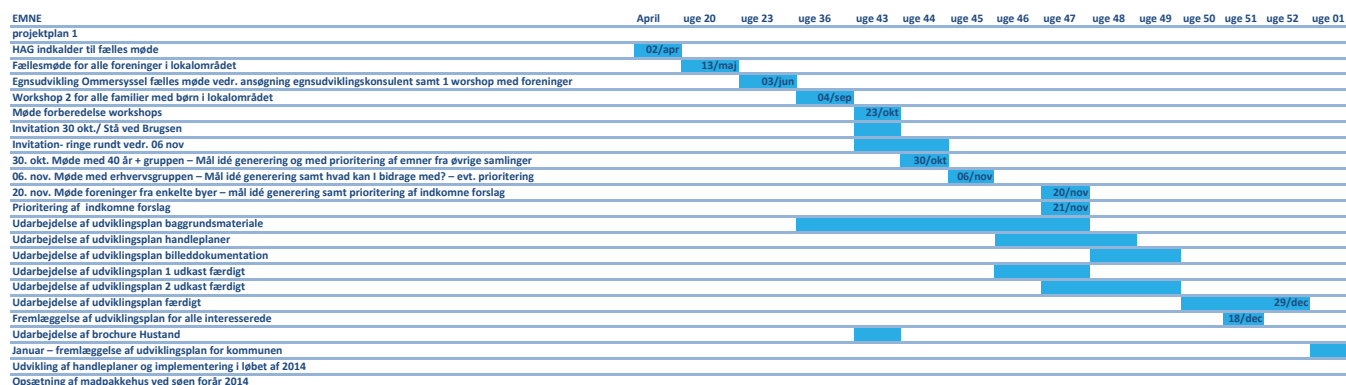 EMNE April uge 20 uge 23 uge 36 uge 43 uge 44 uge 45 uge 46 uge 47 uge 48 uge 49 uge 50 uge 51 uge 52 uge 01
projektplan 1
HAG indkalder til fælles møde 02/apr
Fællesmøde for alle foreninger i lokalområdet 13/maj
Egnsudvikling Ommersyssel fælles møde vedr. ansøgning egnsudviklingskonsulent samt 1 worshop med foreninger 03/jun
Workshop 2 for alle familier med børn i lokalområdet 04/sep
Møde forberedelse workshops 23/okt
Invitation 30 okt./ Stå ved Brugsen
Invitation- ringe rundt vedr. 06 nov
30. okt. Møde med 40 år + gruppen – Mål idé generering og med prioritering af emner fra øvrige samlinger 30/okt
06. nov. Møde med erhvervsgruppen – Mål idé generering samt hvad kan I bidrage med? – evt. prioritering 06/nov
20. nov. Møde foreninger fra enkelte byer – mål idé generering samt prioritering af indkomne forslag 20/nov
Prioritering af indkomne forslag 21/nov
Udarbejdelse af udviklingsplan baggrundsmateriale
Udarbejdelse af udviklingsplan handleplaner
Udarbejdelse af udviklingsplan billeddokumentation
Udarbejdelse af udviklingsplan 1 udkast færdigt
Udarbejdelse af udviklingsplan 2 udkast færdigt
Udarbejdelse af udviklingsplan færdigt 29/dec
Fremlæggelse af udviklingsplan for alle interesserede 18/dec
Udarbejdelse af brochure Hustand
Januar – fremlæggelse af udviklingsplan for kommunen
Udvikling af handleplaner og implementering i løbet af 2014
Opsætning af madpakkehus ved søen forår 2014